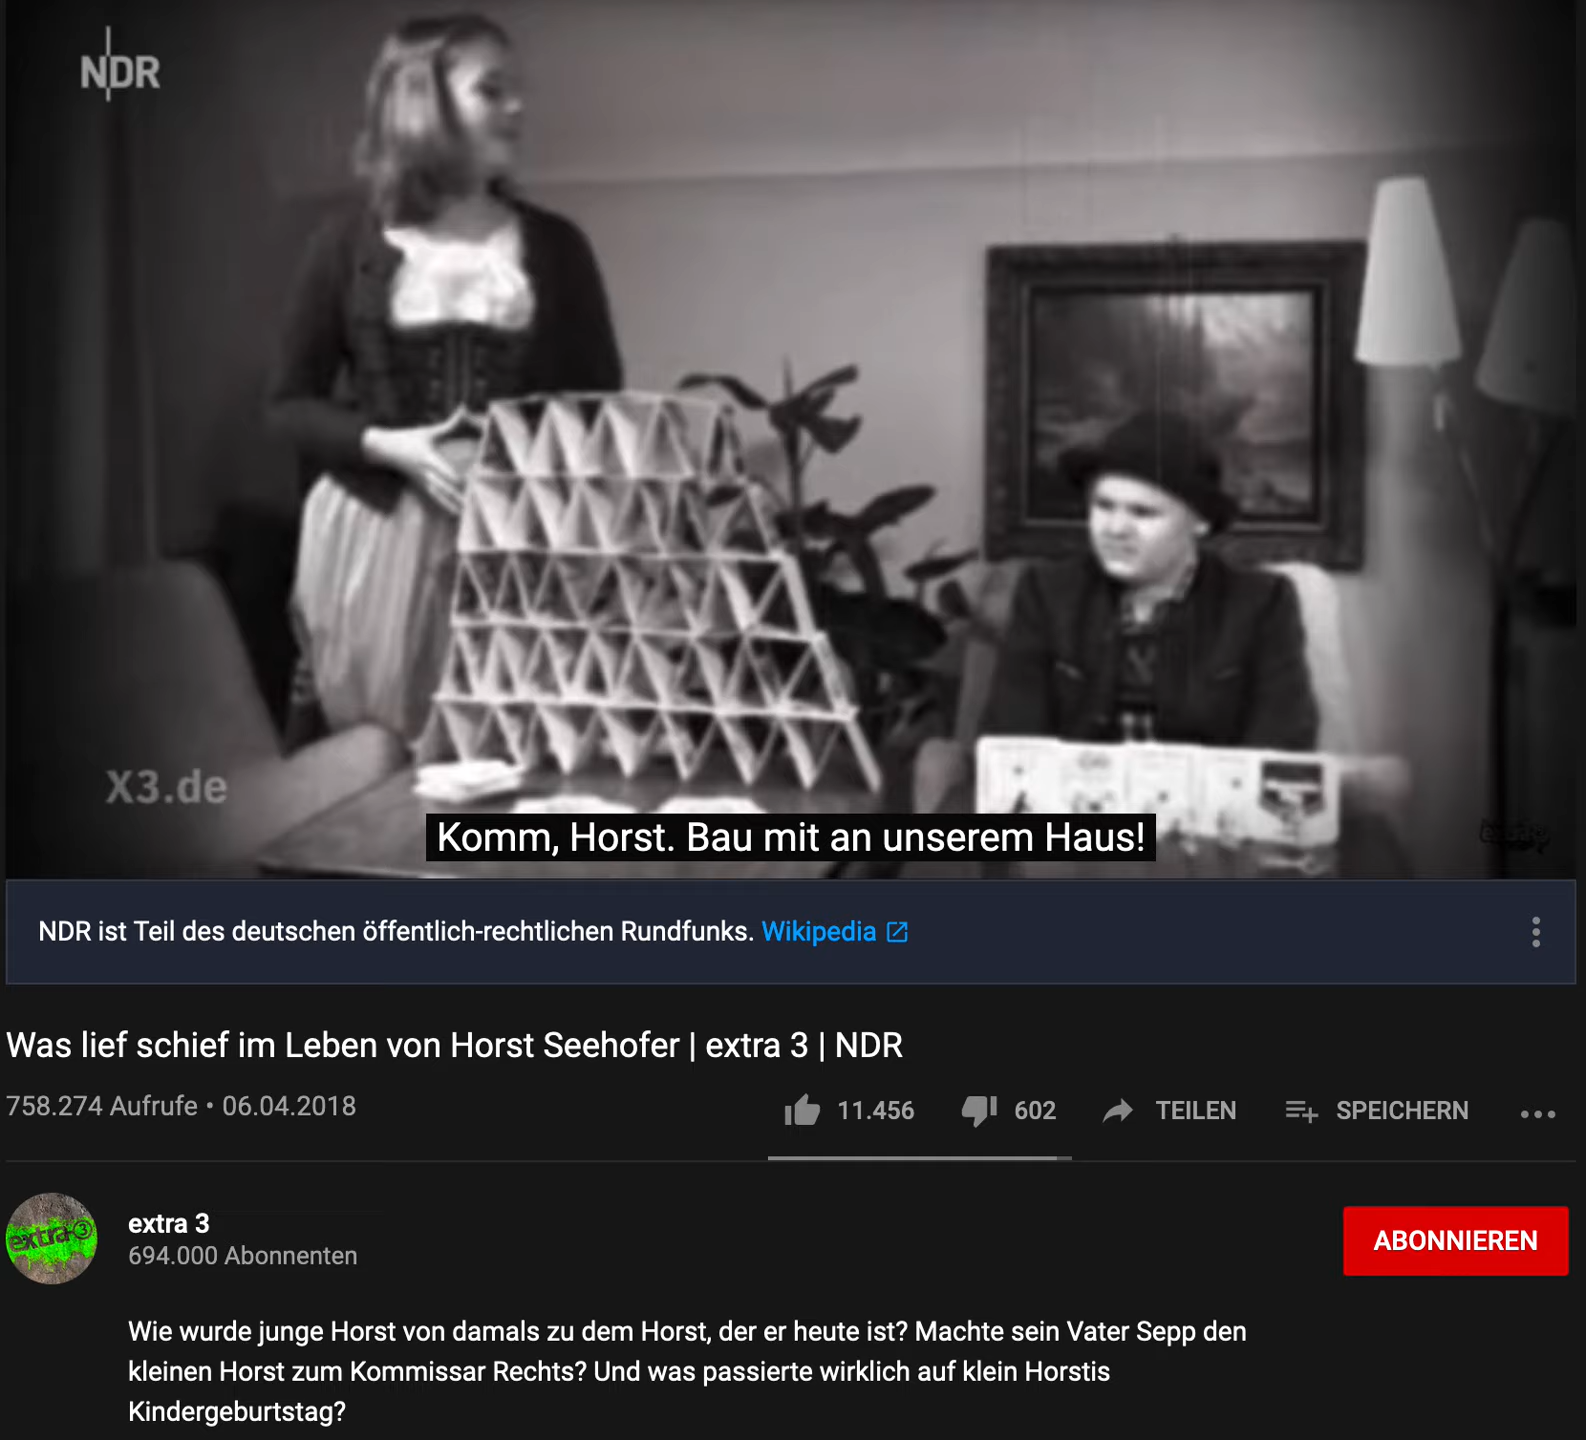 NDR
X3.de
Komm, Horst. Bau mit an unserem Haus!
NDR ist Teil des deutschen öffentlich-rechtlichen Rundfunks. Wikipedia
Was lief schief im Leben von Horst Seehofer | extra 3 | NDR
758.274 Aufrufe • 06.04.2018
11.456
602
TEILEN
SPEICHERN
extra 3
extra 3
694.000 Abonnenten
ABONNIEREN
Wie wurde junge Horst von damals zu dem Horst, der er heute ist? Machte sein Vater Sepp den
kleinen Horst zum Kommissar Rechts? Und was passierte wirklich auf klein Horstis
Kindergeburtstag?